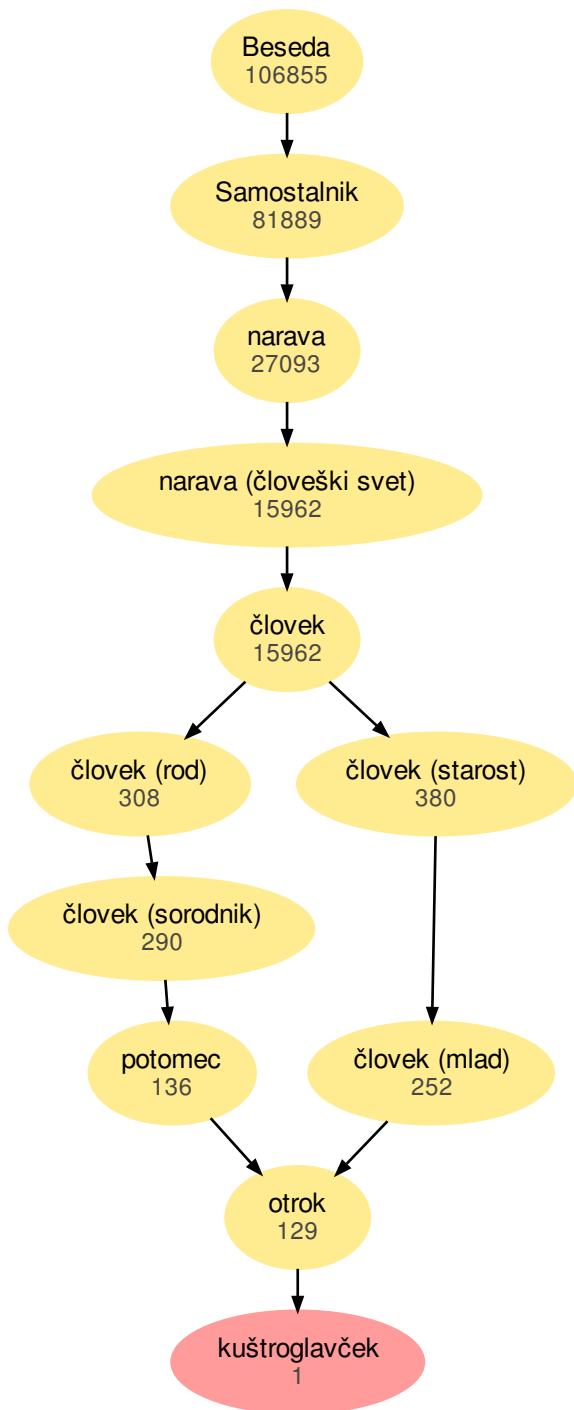 Beseda
106855
Samostalnik
81889
narava
27093
narava (človeški svet)
15962
človek
15962
človek (rod)
308
človek (starost)
380
človek (sorodnik)
290
potomec
136
človek (mlad)
252
otrok
129
kuštroglavček
1